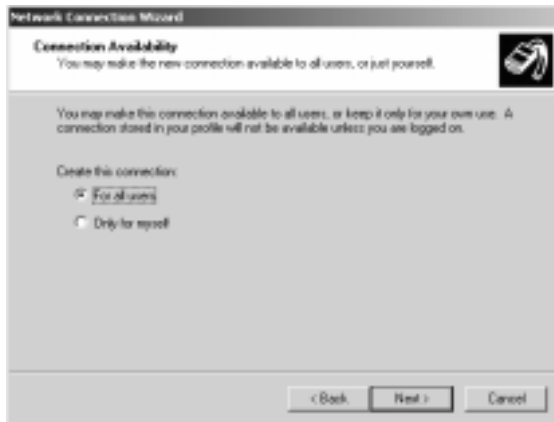 Network Connection Wizard
Connection Availability
You may make the new connection available to all users, or just yourself.
You may make this connection available to all users, or keep it only for your own use. A
connection stored in your profile will not be available unless you are logged on.
Create this connection:
For all users
Only for myself
< Back
Next >
Cancel